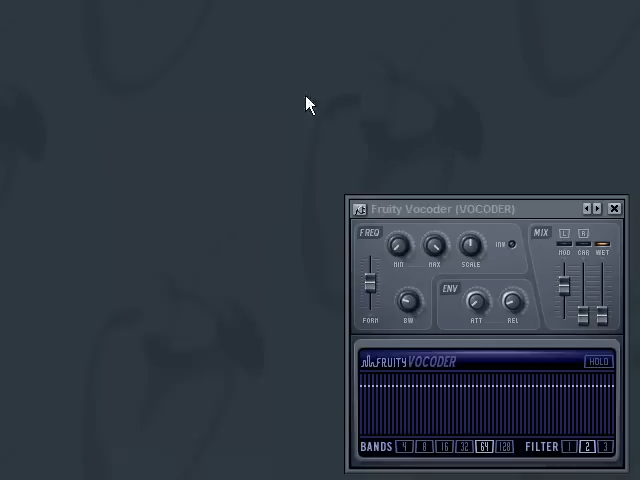 Fruity Vocoder (VOCODER)
FREQ
MIN MAX SCALE INV
FORM BW
ENV
ATT REL
MIX
L R
MOD CAR WET
FRUITY VOCODER HOLD
BANDS 4 8 16 32 64 128 FILTER 1 2 3